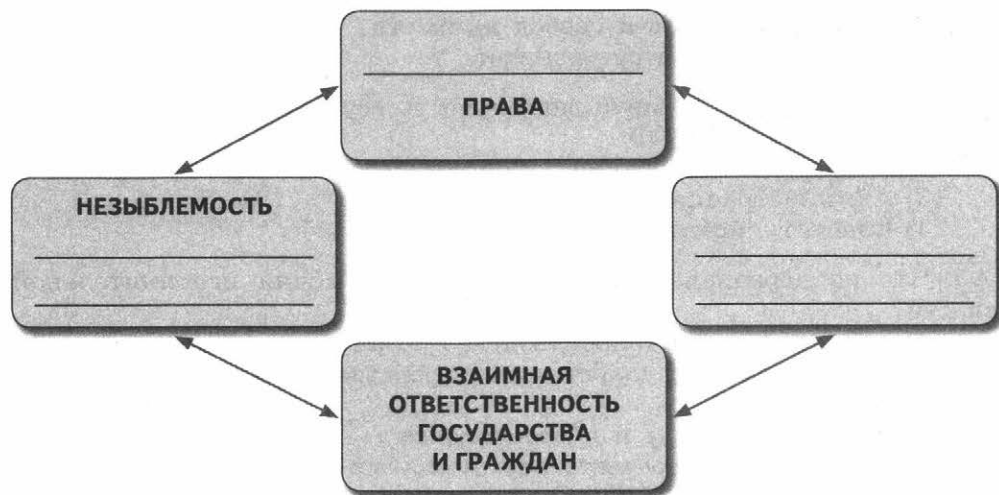 ПРАВА
НЕЗЫБЛЕМОСТЬ
ВЗАИМНАЯ
ОТВЕТСТВЕННОСТЬ
ГОСУДАРСТВА
И ГРАЖДАН